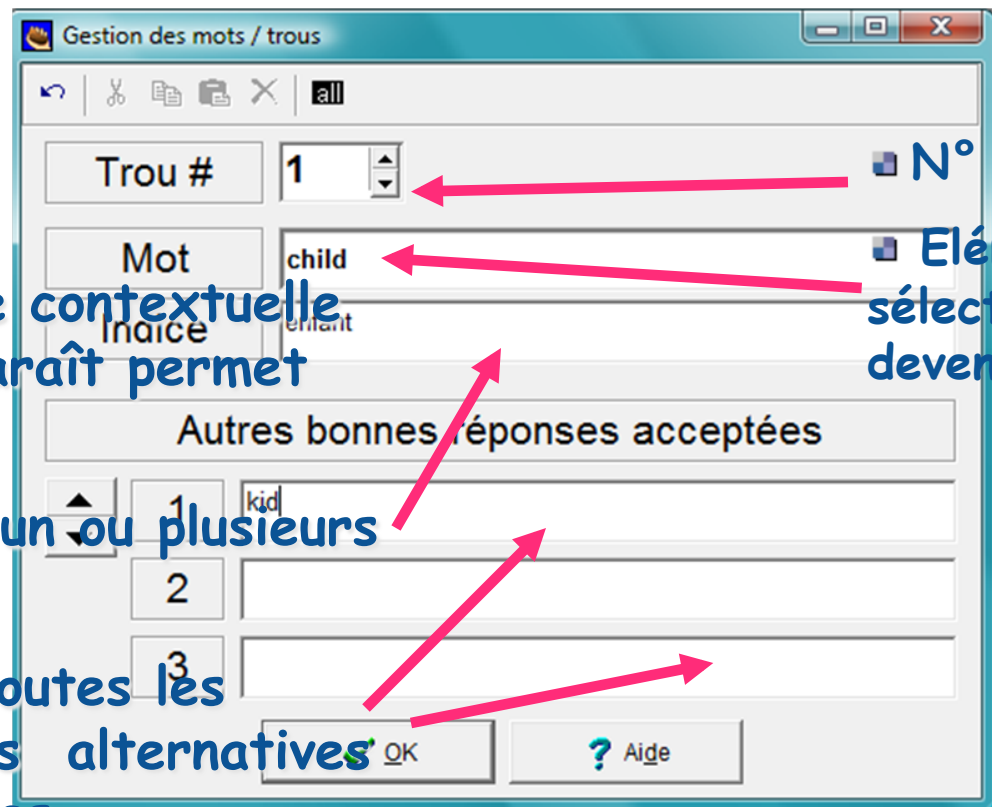 Gestion des mots / trous
all
Trou #
1
N°
Mot
child
Elé
contextuelle
sélect
Indice
enfant
araît permet
deven
Autres bonnes réponses acceptées
1
kid
un ou plusieurs
2
3
outes les
s alternatives
OK
? Aide